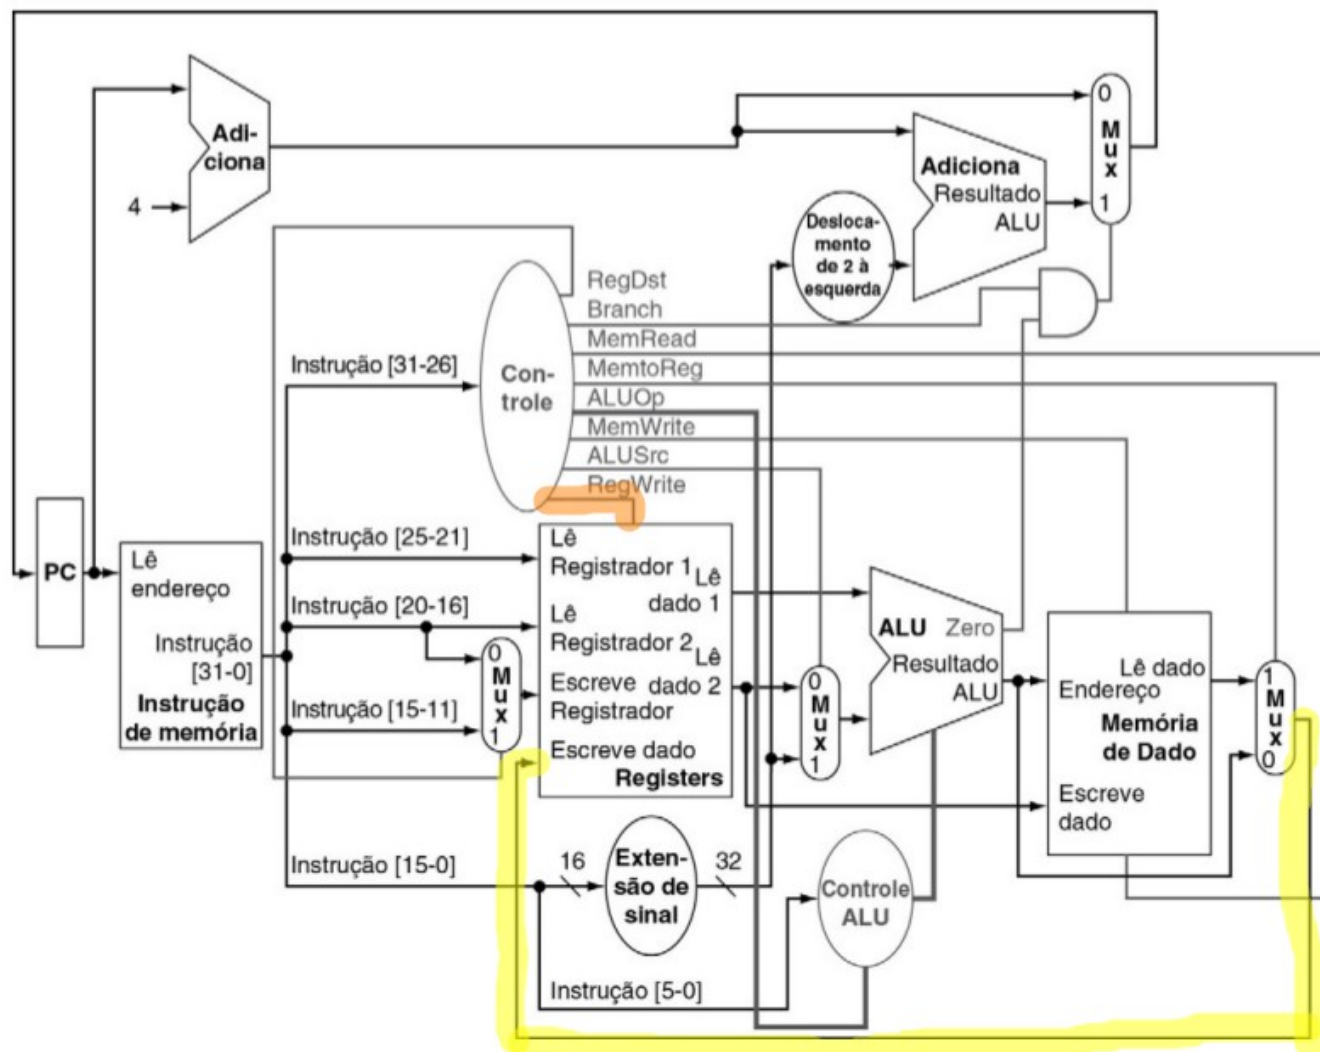 Adi-
ciona
4
0
Mux
1
Adiciona
Resultado
ALU
Desloca-
mento
de 2 à
esquerda
RegDst
Branch
MemRead
MemtoReg
ALUOp
MemWrite
ALUSrc
RegWrite
Con-
trole
Instrução [31-26]
Instrução [25-21]
Instrução [20-16]
Instrução [15-11]
Instrução [15-0]
Instrução [5-0]
PC
Lê
endereço
Instrução
[31-0]
Instrução
de memória
0
Mux
1
Lê
Registrador 1
Lê
dado 1
Lê
Registrador 2
Lê
dado 2
Escreve
Registrador
Escreve dado
Registers
0
Mux
1
ALU Zero
Resultado
ALU
Lê dado
Endereço
Memória
de Dado
Escreve
dado
1
Mux
0
16
Exten-
são de
sinal
32
Controle
ALU